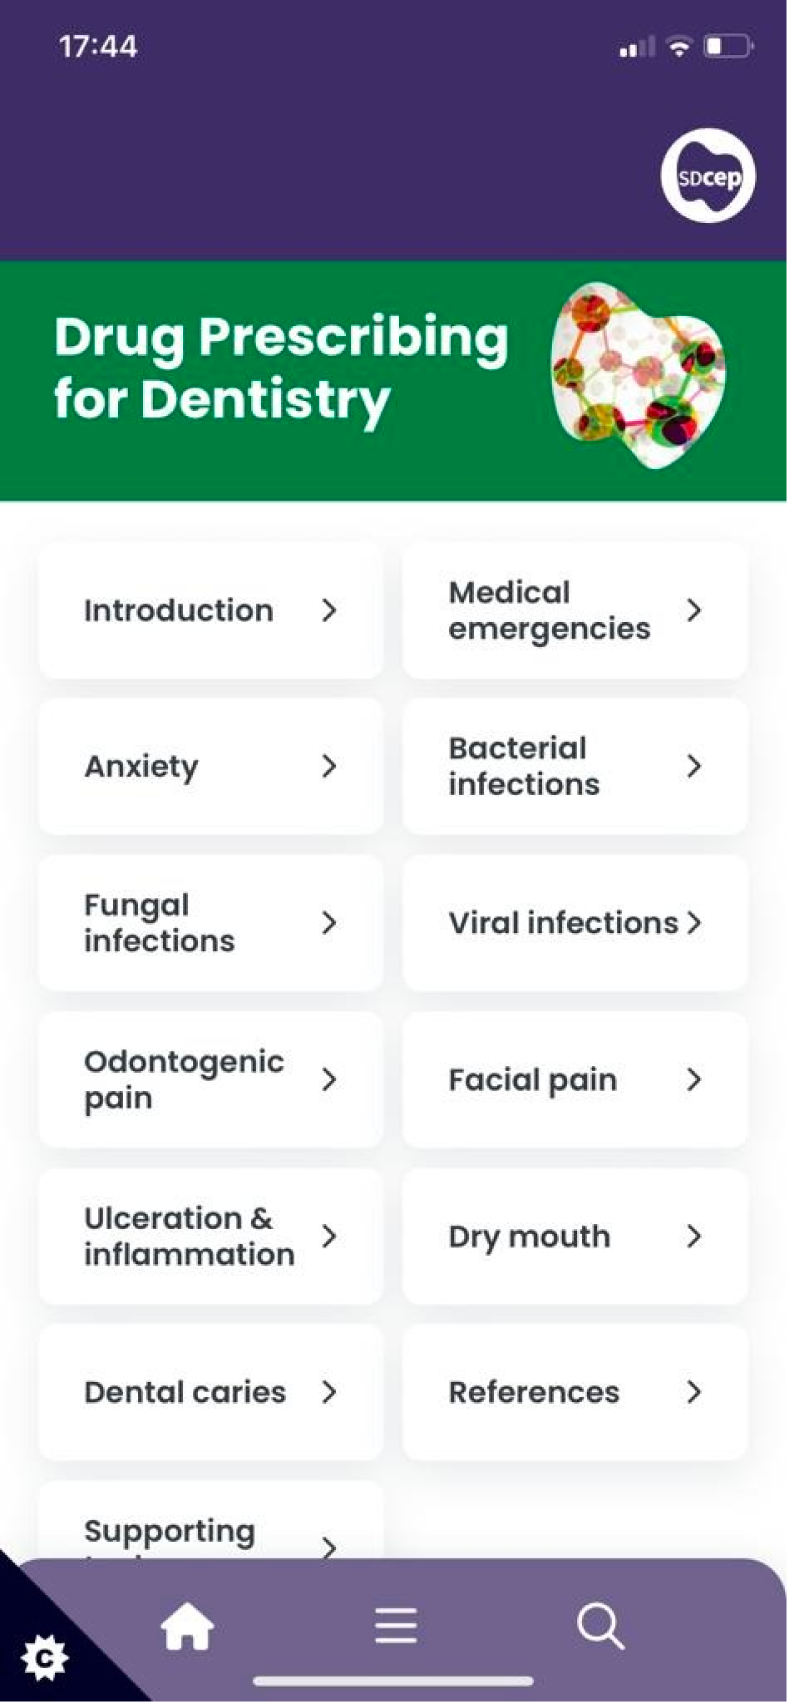 17:44
SDcep
Drug Prescribing
for Dentistry
Introduction
Medical
emergencies
Anxiety
Bacterial
infections
Fungal
infections
Viral infections
Odontogenic
pain
Facial pain
Ulceration &
inflammation
Dry mouth
Dental caries
References
Supporting
C